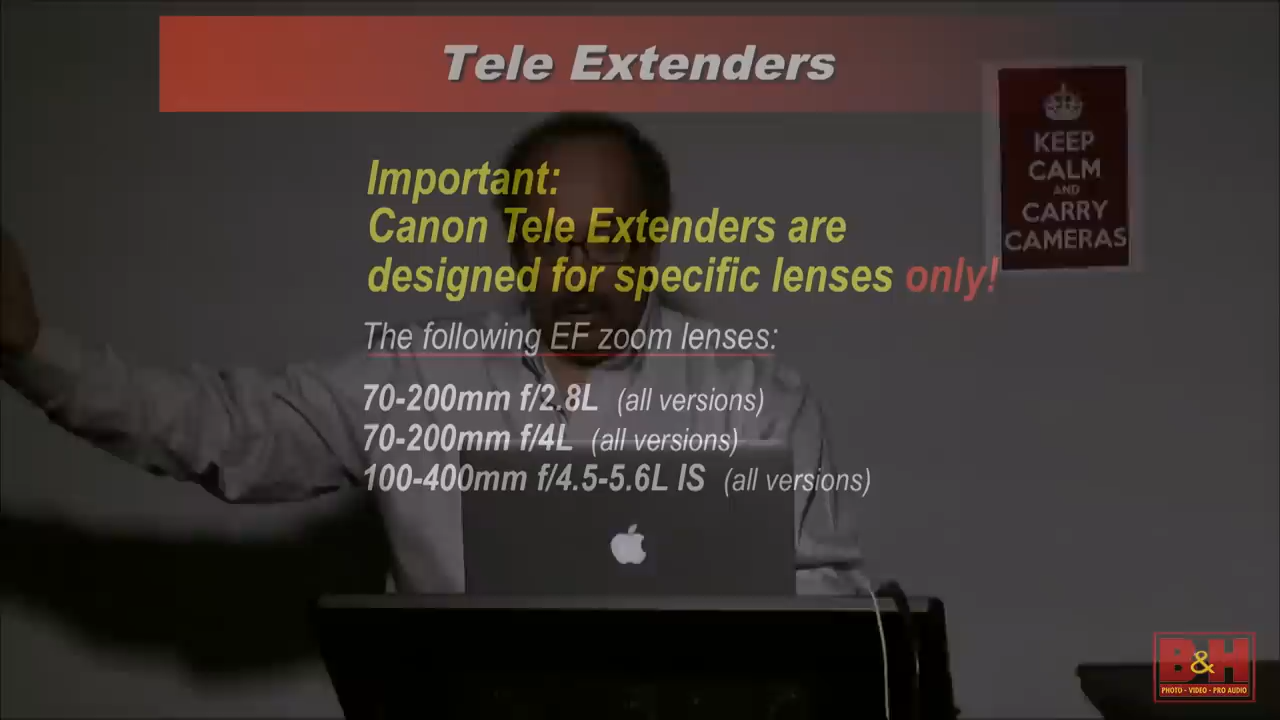 Tele Extenders
KEEP
CALM
AND
CARRY
CAMERAS
Important:
Canon Tele Extenders are
designed for specific lenses only!
The following EF zoom lenses:
70-200mm f/2.8L (all versions)
70-200mm f/4L (all versions)
100-400mm f/4.5-5.6L IS (all versions)
B&H
PHOTO - VIDEO - PRO AUDIO